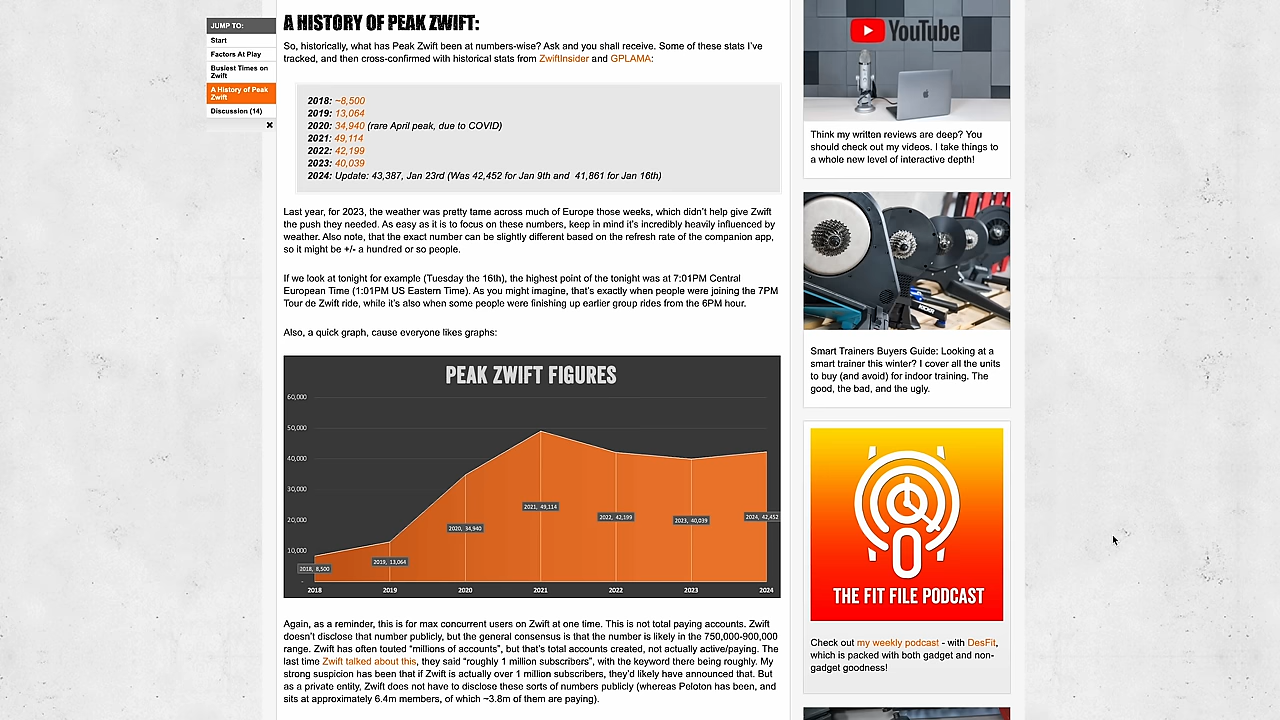 JUMP TO:
Start
Factors At Play
Busiest Times on
Zwift
A History of Peak
Zwift
Discussion (14)
A HISTORY OF PEAK ZWIFT:
So, historically, what has Peak Zwift been at numbers-wise? Ask and you shall receive. Some of these stats I've
tracked, and then cross-confirmed with historical stats from ZwiftInsider and GPLAMA:
2018: ~8,500
2019: 13,064
2020: 34,940 (rare April peak, due to COVID)
2021: 49,114
2022: 42,199
2023: 40,039
2024: Update: 43,387, Jan 23rd (Was 42,452 for Jan 9th and 41,861 for Jan 16th)
Last year, for 2023, the weather was pretty tame across much of Europe those weeks, which didn't help give Zwift
the push they needed. As easy as it is to focus on these numbers, keep in mind it's incredibly heavily influenced by
weather. Also note, that the exact number can be slightly different based on the refresh rate of the companion app,
so it might be +/- a hundred or so people.
If we look at tonight for example (Tuesday the 16th), the highest point of the tonight was at 7:01PM Central
European Time (1:01PM US Eastern Time). As you might imagine, that's exactly when people were joining the 7PM
Tour de Zwift ride, while it's also when some people were finishing up earlier group rides from the 6PM hour.
Also, a quick graph, cause everyone likes graphs:
PEAK ZWIFT FIGURES
60,000
50,000
40,000
30,000
20,000
10,000
-
2018, 8,500
2019, 13,064
2020, 34,940
2021, 49,114
2022, 42,199
2023, 40,039
2024, 42,452
2018 2019 2020 2021 2022 2023 2024
Again, as a reminder, this is for max concurrent users on Zwift at one time. This is not total paying accounts. Zwift
doesn't disclose that number publicly, but the general consensus is that the number is likely in the 750,000-900,000
range. Zwift has often touted "millions of accounts", but that's total accounts created, not actually active/paying. The
last time Zwift talked about this, they said "roughly 1 million subscribers", with the keyword there being roughly. My
strong suspicion has been that if Zwift is actually over 1 million subscribers, they'd likely have announced that. But
as a private entity, Zwift does not have to disclose these sorts of numbers publicly (whereas Peloton has been, and
sits at approximately 6.4m members, of which ~3.8m of them are paying).
YouTube
Think my written reviews are deep? You
should check out my videos. I take things to
a whole new level of interactive depth!
KICKR
Smart Trainers Buyers Guide: Looking at a
smart trainer this winter? I cover all the units
to buy (and avoid) for indoor training. The
good, the bad, and the ugly.
THE FIT FILE PODCAST
Check out my weekly podcast - with DesFit,
which is packed with both gadget and non-
gadget goodness!